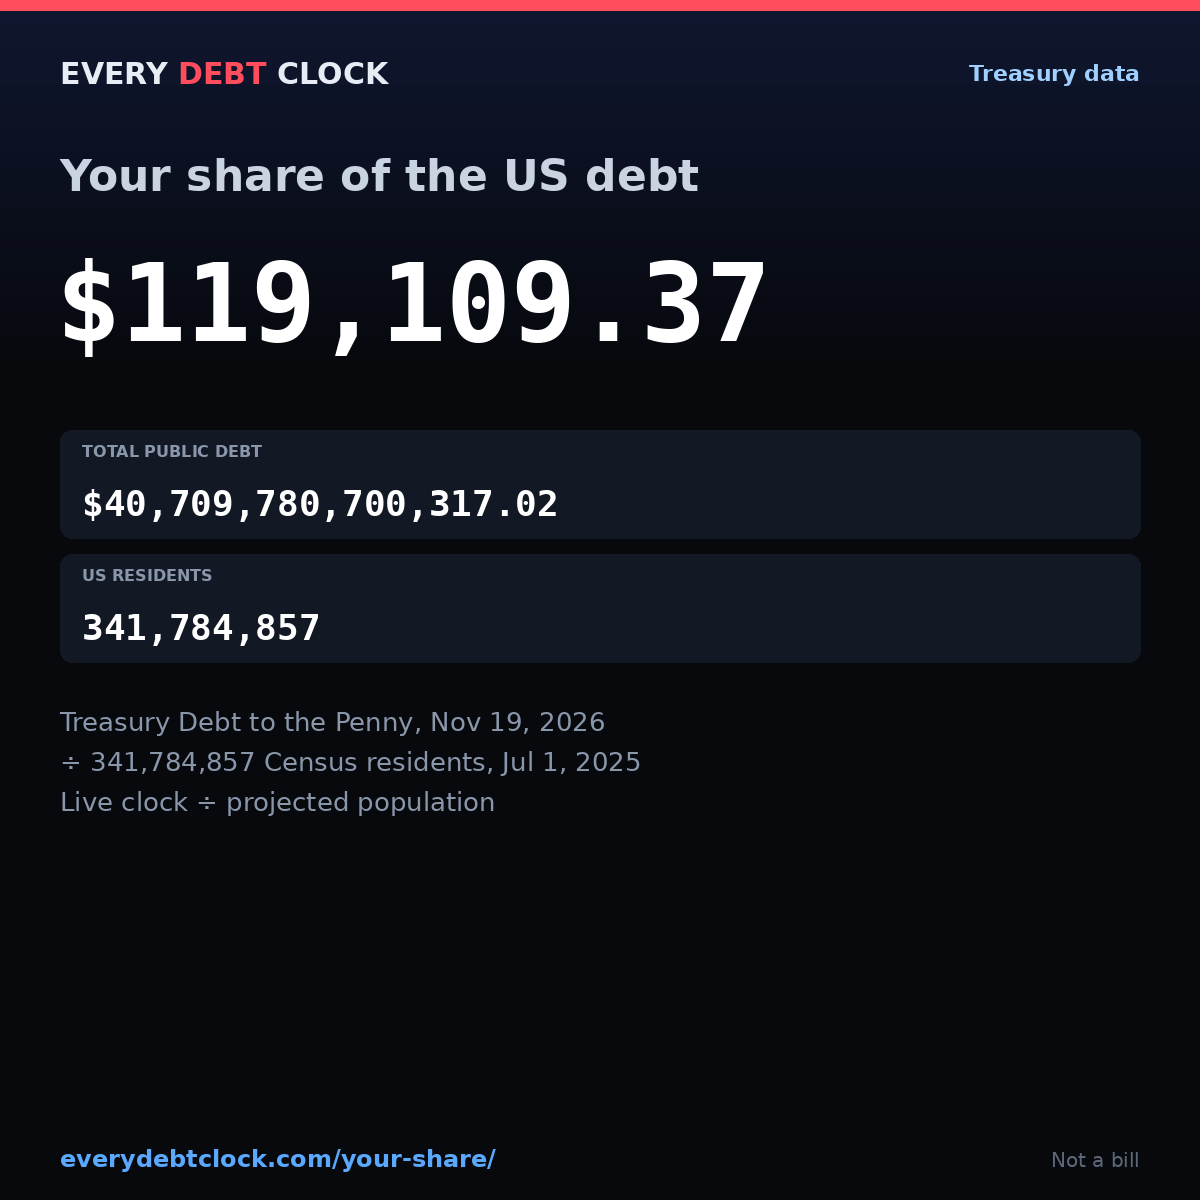 EVERY DEBT CLOCK
Treasury data
Your share of the US debt
$119,109.37
TOTAL PUBLIC DEBT
$40,709,780,700,317.02
US RESIDENTS
341,784,857
Treasury Debt to the Penny, Nov 19, 2026
÷ 341,784,857 Census residents, Jul 1, 2025
Live clock ÷ projected population
everydebtclock.com/your-share/
Not a bill